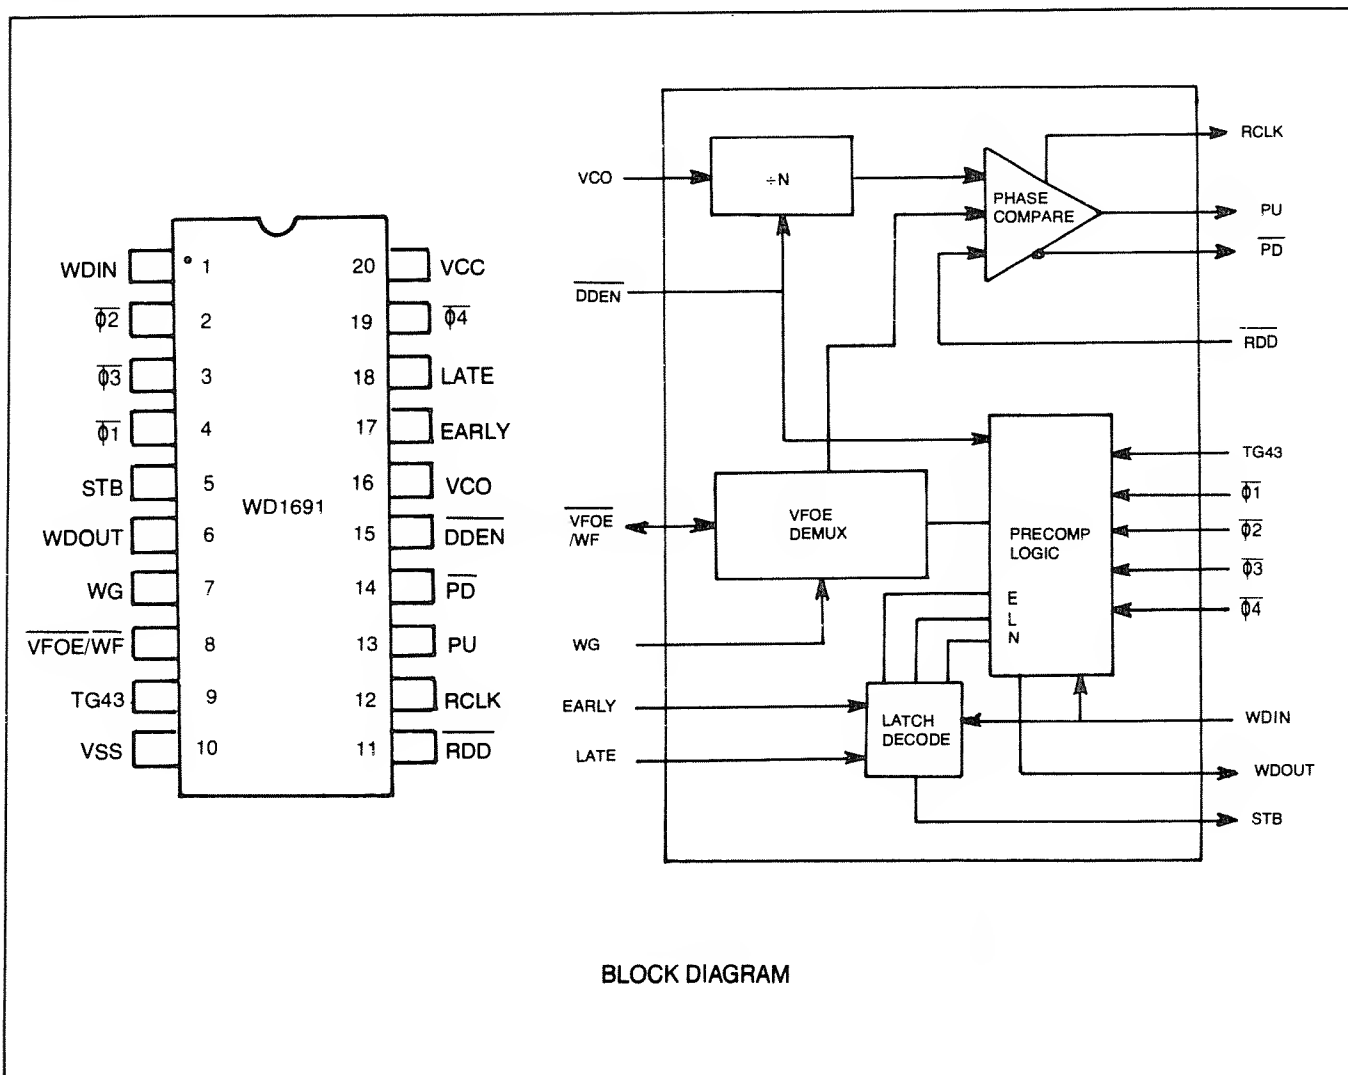 WDIN 1 20 VCC
φ2 2 19 φ4
φ3 3 18 LATE
φ1 4 17 EARLY
STB 5 16 VCO
WD1691
WDOUT 6 15 DDEN
WG 7 14 PD
VFOE/WF 8 13 PU
TG43 9 12 RCLK
VSS 10 11 RDD
VCO
÷N
DDEN
PHASE
COMPARE
RCLK
PU
PD
RDD
VFOE
/WF
VFOE
DEMUX
WG
PRECOMP
LOGIC
E
L
N
TG43
φ1
φ2
φ3
φ4
EARLY
LATE
LATCH
DECODE
WDIN
WDOUT
STB
BLOCK DIAGRAM